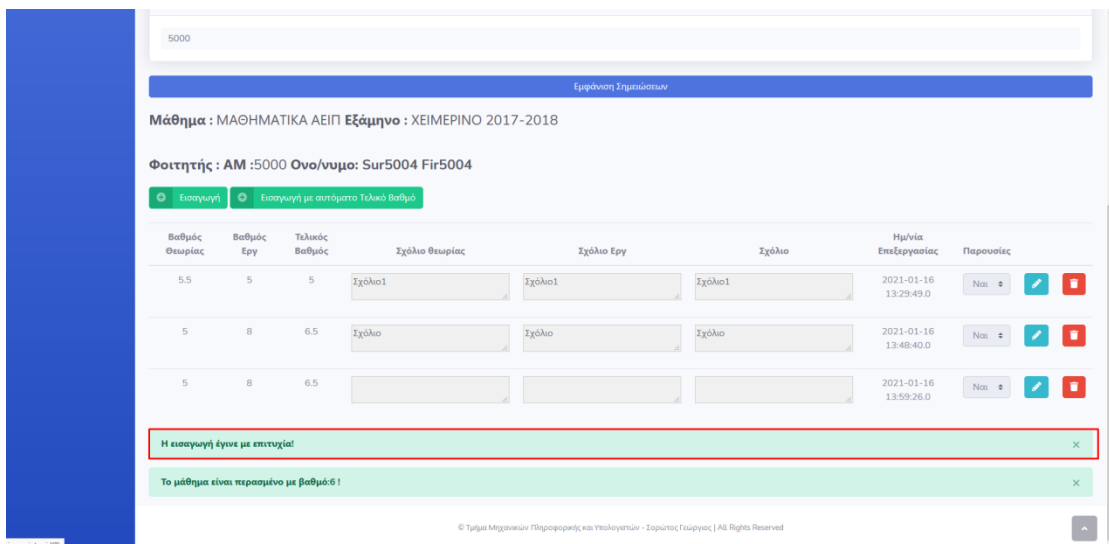 5000
Εμφάνιση Σημειώσεων
Μάθημα : ΜΑΘΗΜΑΤΙΚΑ ΑΕΙΠ Εξάμηνο : ΧΕΙΜΕΡΙΝΟ 2017-2018
Φοιτητής : ΑΜ :5000 Ονο/νυμο: Sur5004 Fir5004
Εισαγωγή Εισαγωγή με αυτόματο Τελικό Βαθμό
Βαθμός Βαθμός Τελικός Ημ/νία
Θεωρίας Εργ Βαθμός Σχόλιο θεωρίας Σχόλιο Εργ Σχόλιο Επεξεργασίας Παρουσίες
5.5 5 5 Σχόλιο1 Σχόλιο1 Σχόλιο1 2021-01-16 Ναι
13:29:49.0
5 8 6.5 Σχόλιο Σχόλιο Σχόλιο 2021-01-16 Ναι
13:48:40.0
5 8 6.5 2021-01-16 Ναι
13:59:26.0
Η εισαγωγή έγινε με επιτυχία! ×
Το μάθημα είναι περασμένο με βαθμό:6 ! ×
© Τμήμα Μηχανικών Πληροφορικής και Υπολογιστών - Σορώτος Γεώργιος | All Rights Reserved